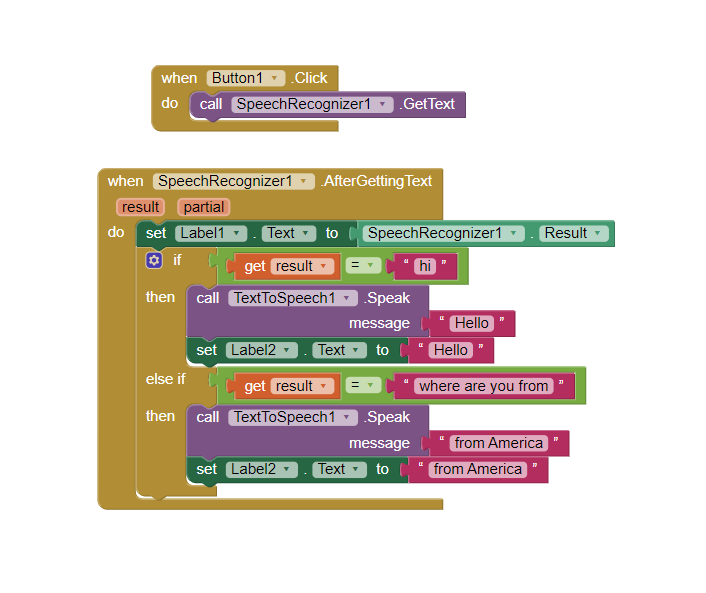 when Button1 .Click
do call SpeechRecognizer1 .GetText
when SpeechRecognizer1 .AfterGettingText
result partial
do set Label1 . Text to SpeechRecognizer1 . Result
if get result = “ hi ”
then call TextToSpeech1 .Speak
message “ Hello ”
set Label2 . Text to “ Hello ”
else if get result = “ where are you from ”
then call TextToSpeech1 .Speak
message “ from America ”
set Label2 . Text to “ from America ”